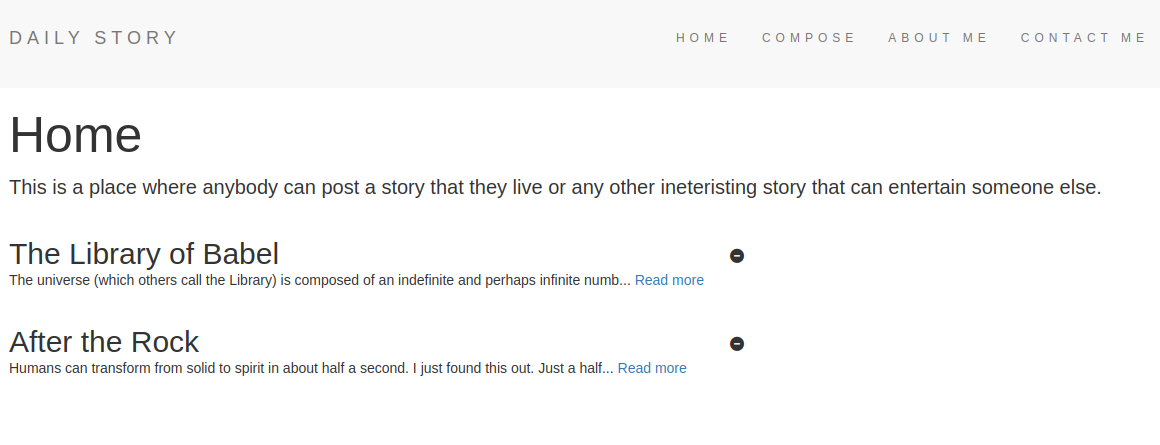 DAILY STORY
HOME COMPOSE ABOUT ME CONTACT ME
Home
This is a place where anybody can post a story that they live or any other ineteristing story that can entertain someone else.
The Library of Babel
The universe (which others call the Library) is composed of an indefinite and perhaps infinite numb... Read more
After the Rock
Humans can transform from solid to spirit in about half a second. I just found this out. Just a half... Read more